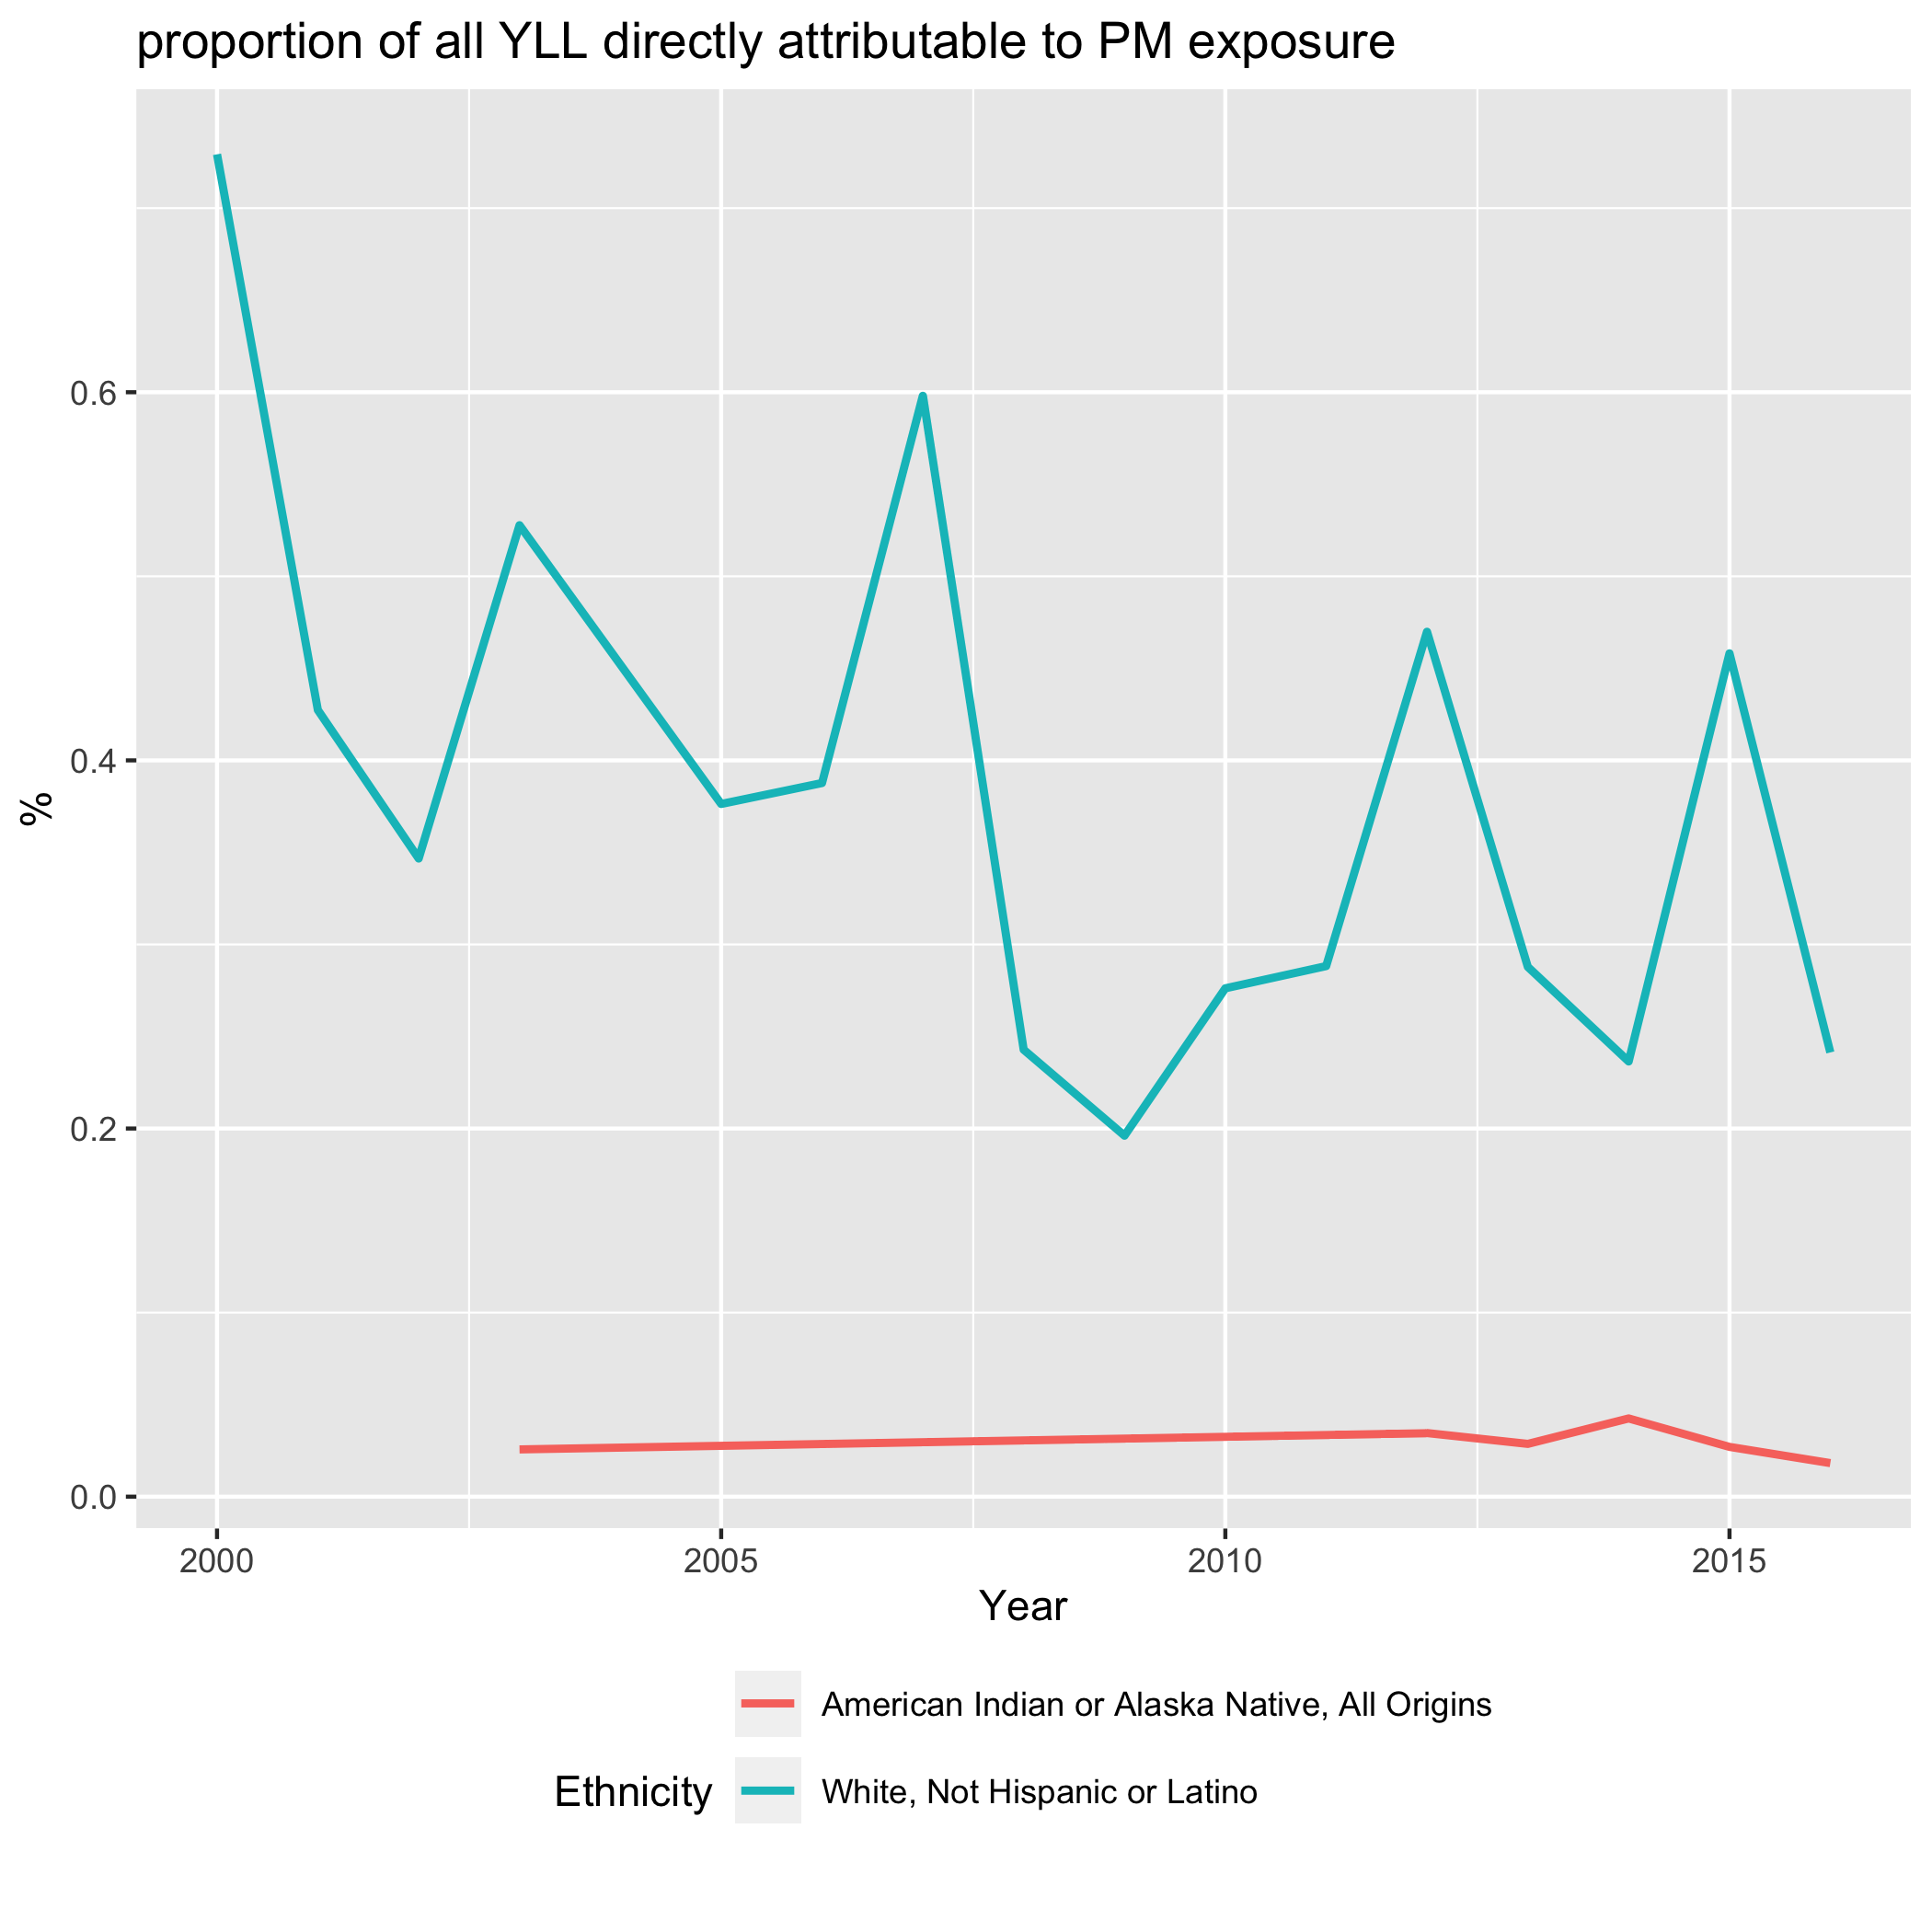 proportion of all YLL directly attributable to PM exposure
%
0.6
0.4
0.2
0.0
2000 2005 2010 2015
Year
Ethnicity
American Indian or Alaska Native, All Origins
White, Not Hispanic or Latino